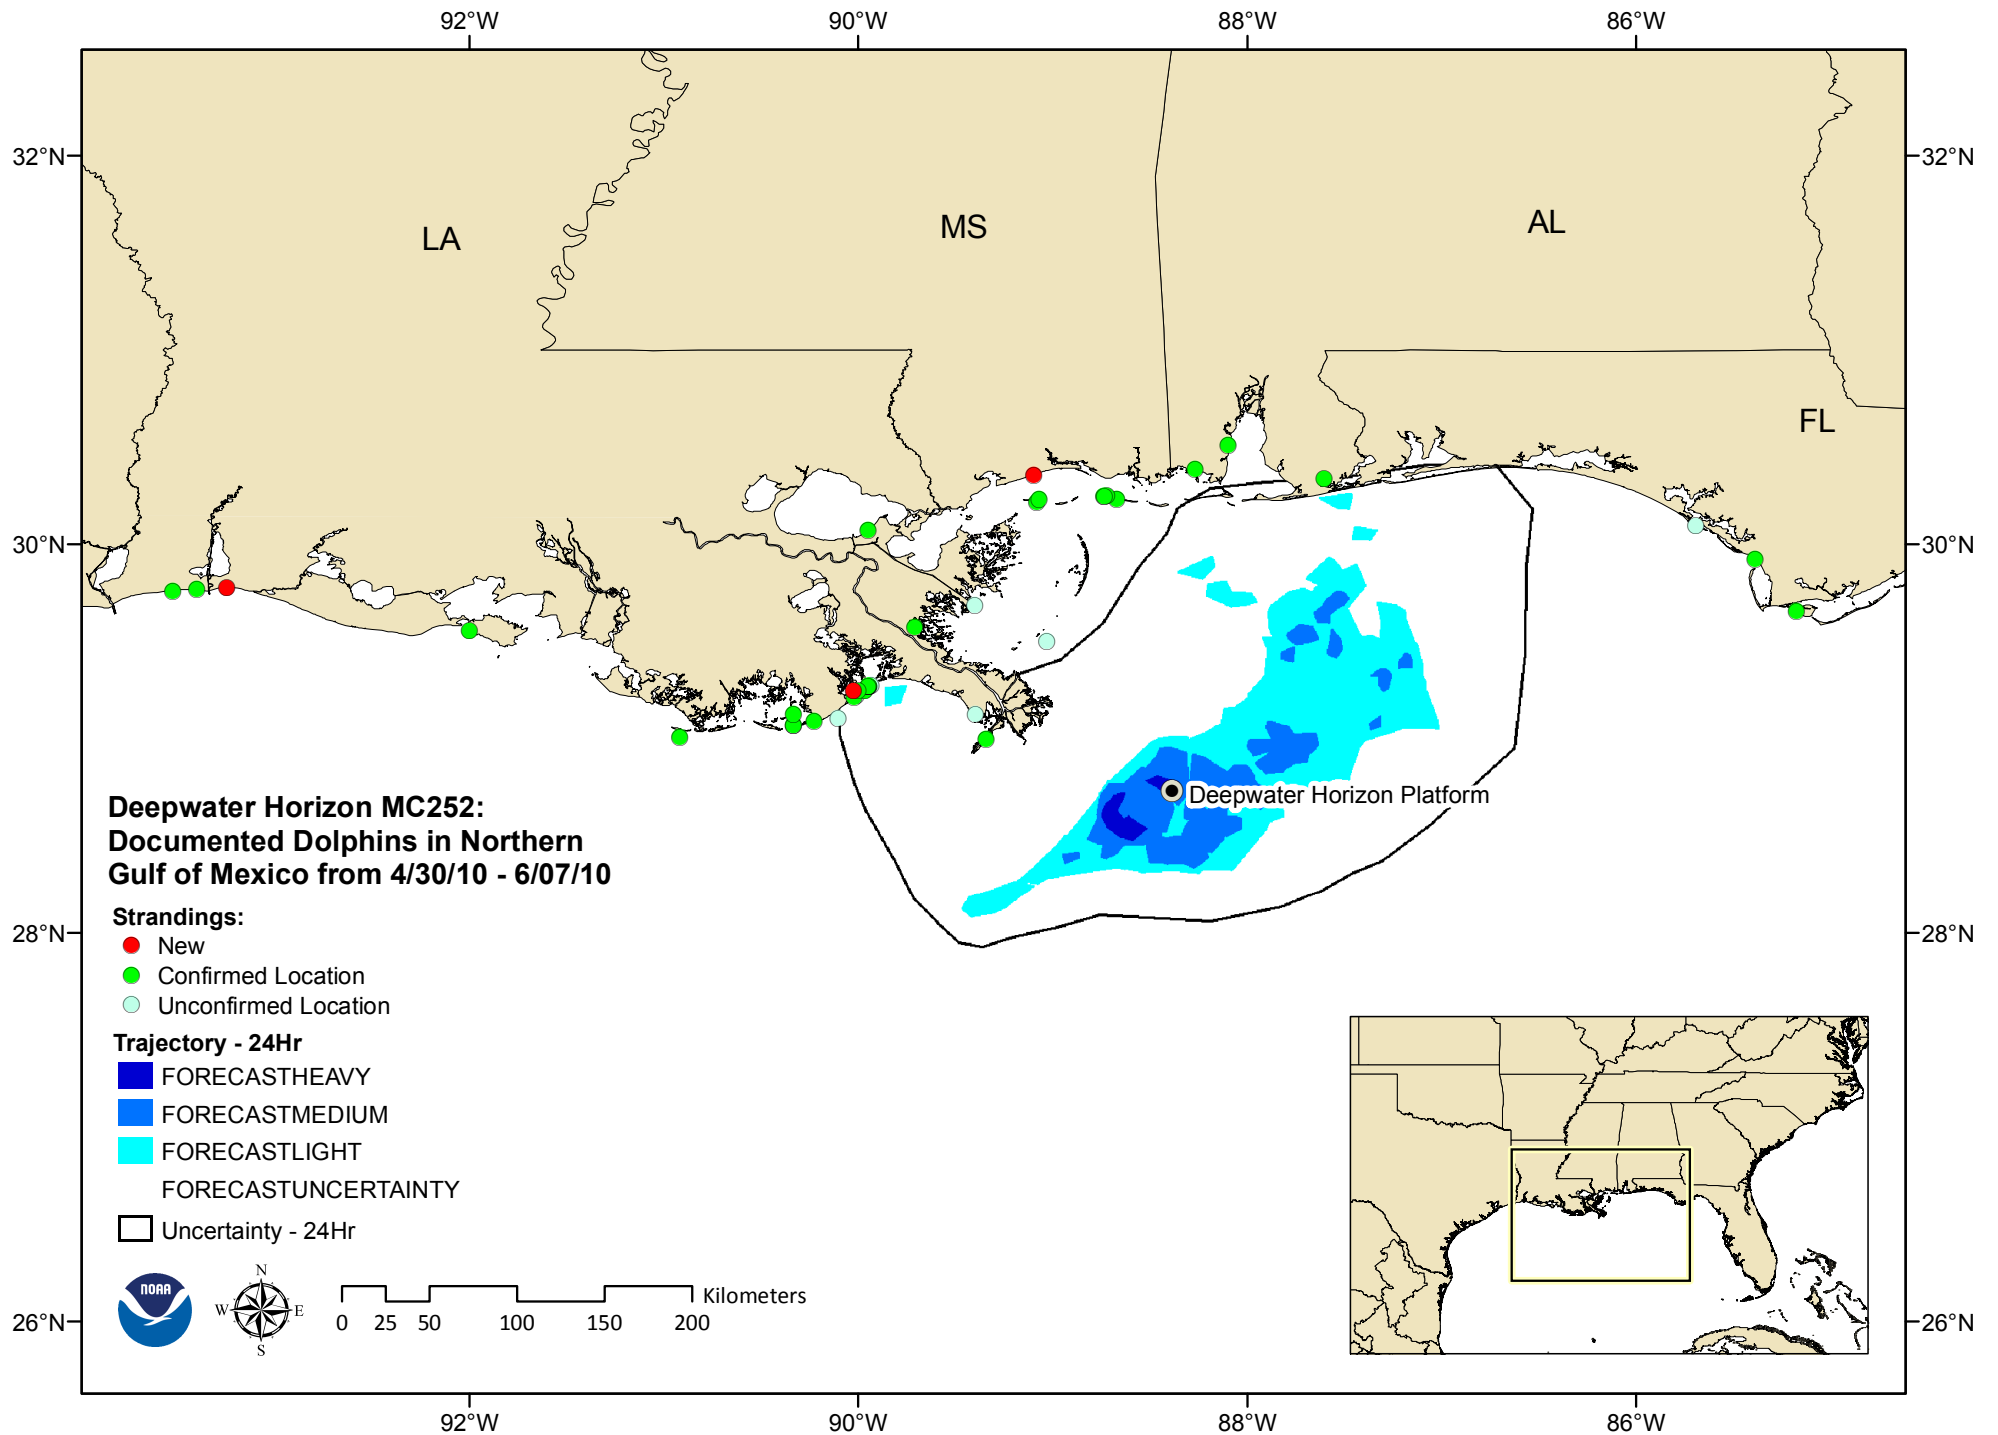 92°W 90°W 88°W 86°W
32°N 32°N
LA MS AL
FL
30°N 30°N
Deepwater Horizon Platform
Deepwater Horizon MC252:
Documented Dolphins in Northern
Gulf of Mexico from 4/30/10 - 6/07/10
28°N 28°N
Strandings:
New
Confirmed Location
Unconfirmed Location
Trajectory - 24Hr
FORECASTHEAVY
FORECASTMEDIUM
FORECASTLIGHT
FORECASTUNCERTAINTY
Uncertainty - 24Hr
NOAA
N
W E
S
Kilometers
0 25 50 100 150 200
26°N 26°N
92°W 90°W 88°W 86°W